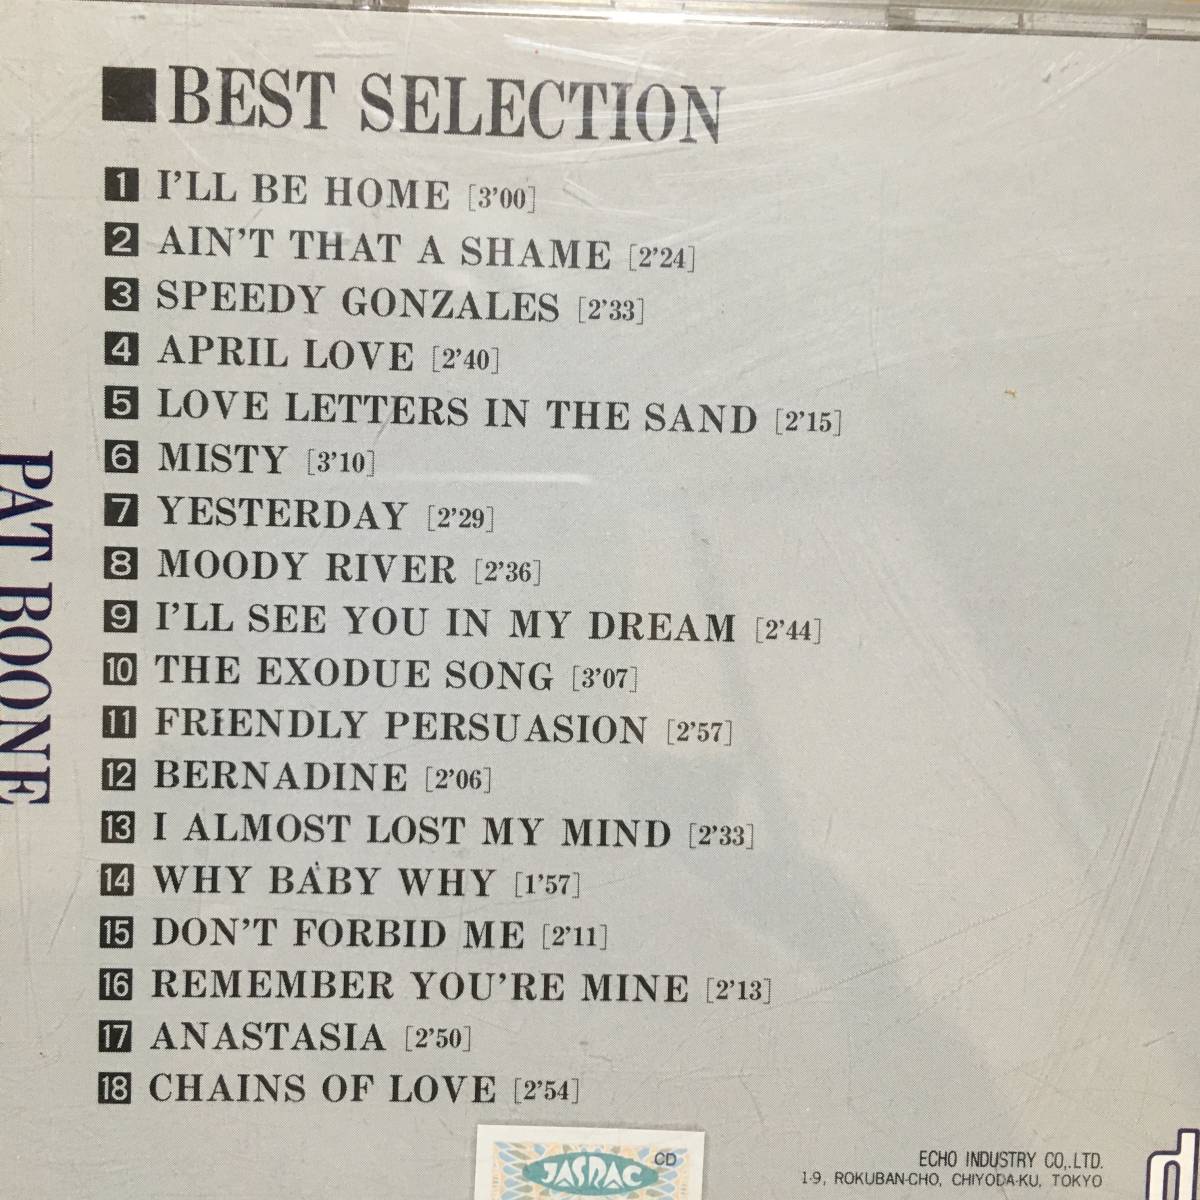 ■BEST SELECTION
1 I'LL BE HOME [3'00]
2 AIN'T THAT A SHAME [2'24]
3 SPEEDY GONZALES [2'33]
4 APRIL LOVE [2'40]
5 LOVE LETTERS IN THE SAND [2'15]
6 MISTY [3'10]
7 YESTERDAY [2'29]
8 MOODY RIVER [2'36]
9 I'LL SEE YOU IN MY DREAM [2'44]
10 THE EXODUE SONG [3'07]
11 FRIENDLY PERSUASION [2'57]
12 BERNADINE [2'06]
13 I ALMOST LOST MY MIND [2'33]
14 WHY BABY WHY [1'57]
15 DON'T FORBID ME [2'11]
16 REMEMBER YOU'RE MINE [2'13]
17 ANASTASIA [2'50]
18 CHAINS OF LOVE [2'54]
PAT BOONE
JASRAC CD
ECHO INDUSTRY CO,.LTD.
1-9, ROKUBAN-CHO, CHIYODA-KU, TOKYO